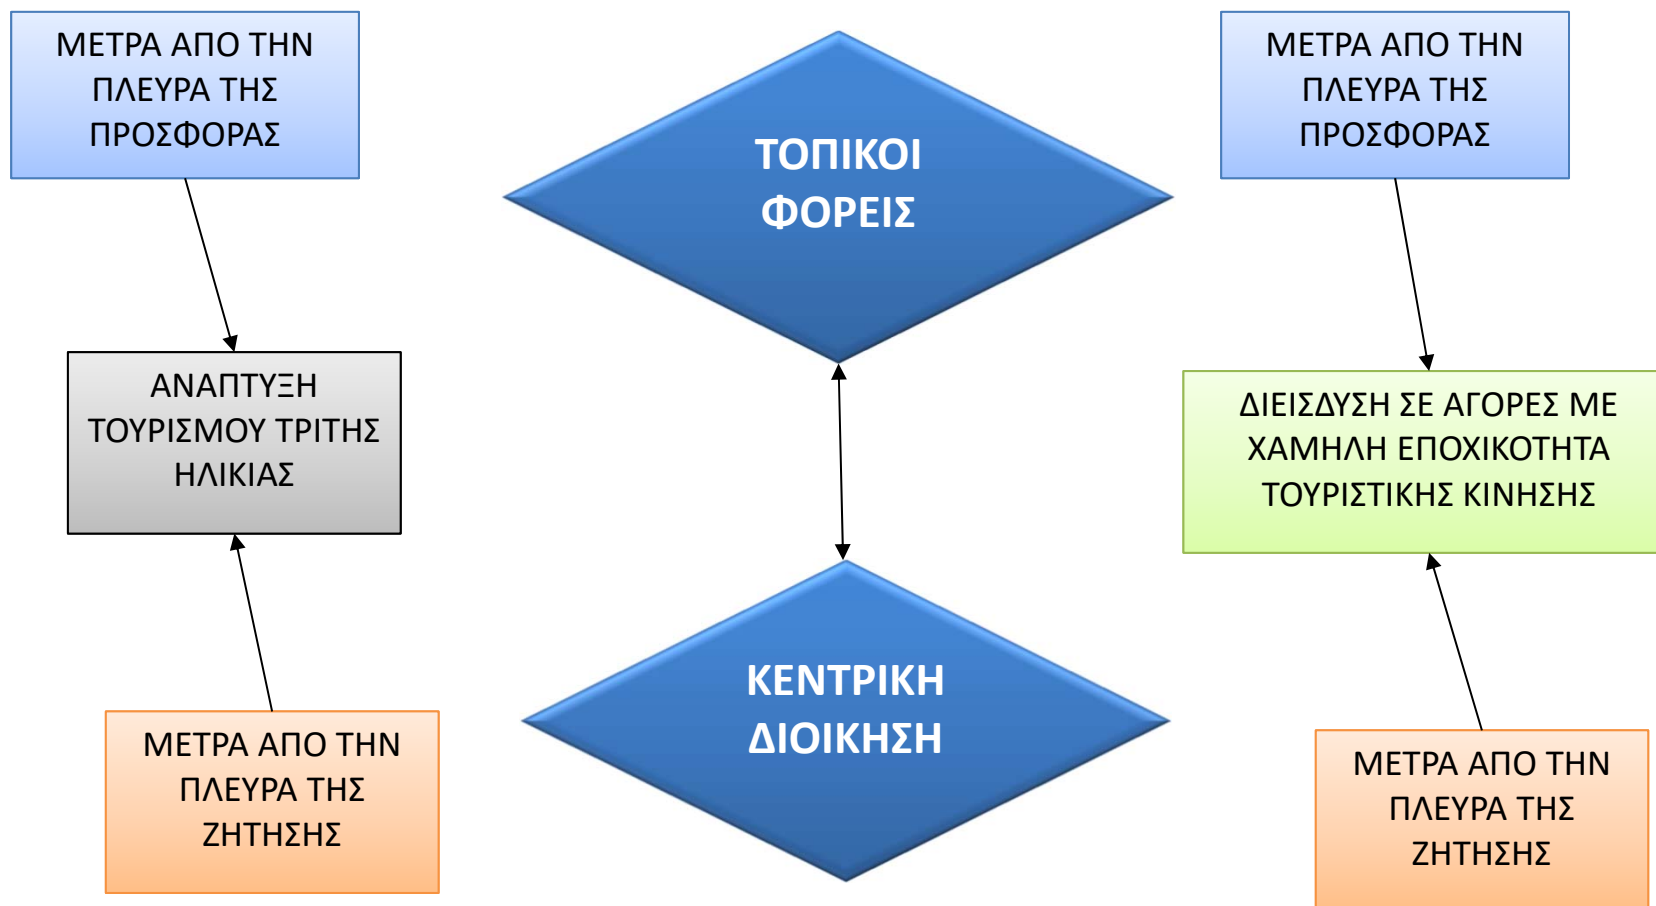 ΜΕΤΡΑ ΑΠΟ ΤΗΝ
ΠΛΕΥΡΑ ΤΗΣ
ΠΡΟΣΦΟΡΑΣ
ΑΝΑΠΤΥΞΗ
ΤΟΥΡΙΣΜΟΥ ΤΡΙΤΗΣ
ΗΛΙΚΙΑΣ
ΜΕΤΡΑ ΑΠΟ ΤΗΝ
ΠΛΕΥΡΑ ΤΗΣ
ΖΗΤΗΣΗΣ
ΤΟΠΙΚΟΙ
ΦΟΡΕΙΣ
ΚΕΝΤΡΙΚΗ
ΔΙΟΙΚΗΣΗ
ΜΕΤΡΑ ΑΠΟ ΤΗΝ
ΠΛΕΥΡΑ ΤΗΣ
ΠΡΟΣΦΟΡΑΣ
ΔΙΕΙΣΔΥΣΗ ΣΕ ΑΓΟΡΕΣ ΜΕ
ΧΑΜΗΛΗ ΕΠΟΧΙΚΟΤΗΤΑ
ΤΟΥΡΙΣΤΙΚΗΣ ΚΙΝΗΣΗΣ
ΜΕΤΡΑ ΑΠΟ ΤΗΝ
ΠΛΕΥΡΑ ΤΗΣ
ΖΗΤΗΣΗΣ